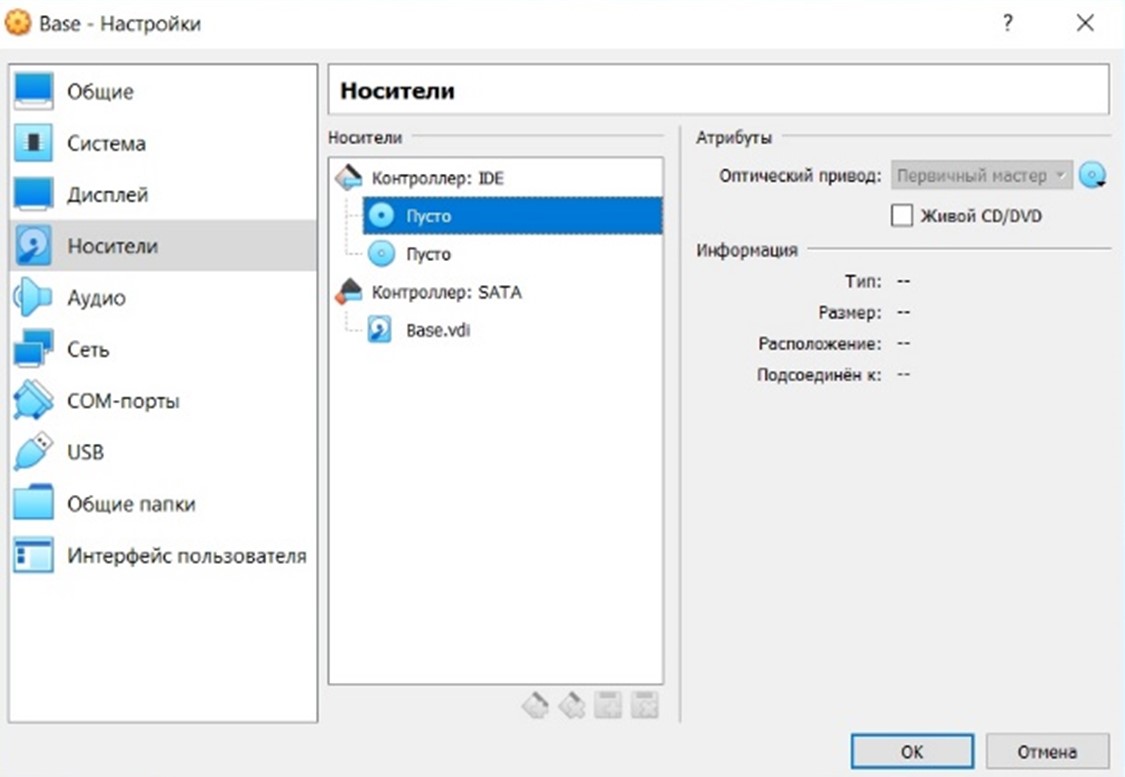 Base - Настройки
?
Общие
Система
Дисплей
Носители
Аудио
Сеть
COM-порты
USB
Общие папки
Интерфейс пользователя
Носители
Носители
Контроллер: IDE
Пусто
Пусто
Контроллер: SATA
Base.vdi
Атрибуты
Оптический привод: Первичный мастер
Живой CD/DVD
Информация
Тип: --
Размер: --
Расположение: --
Подсоединён к: --
OK
Отмена